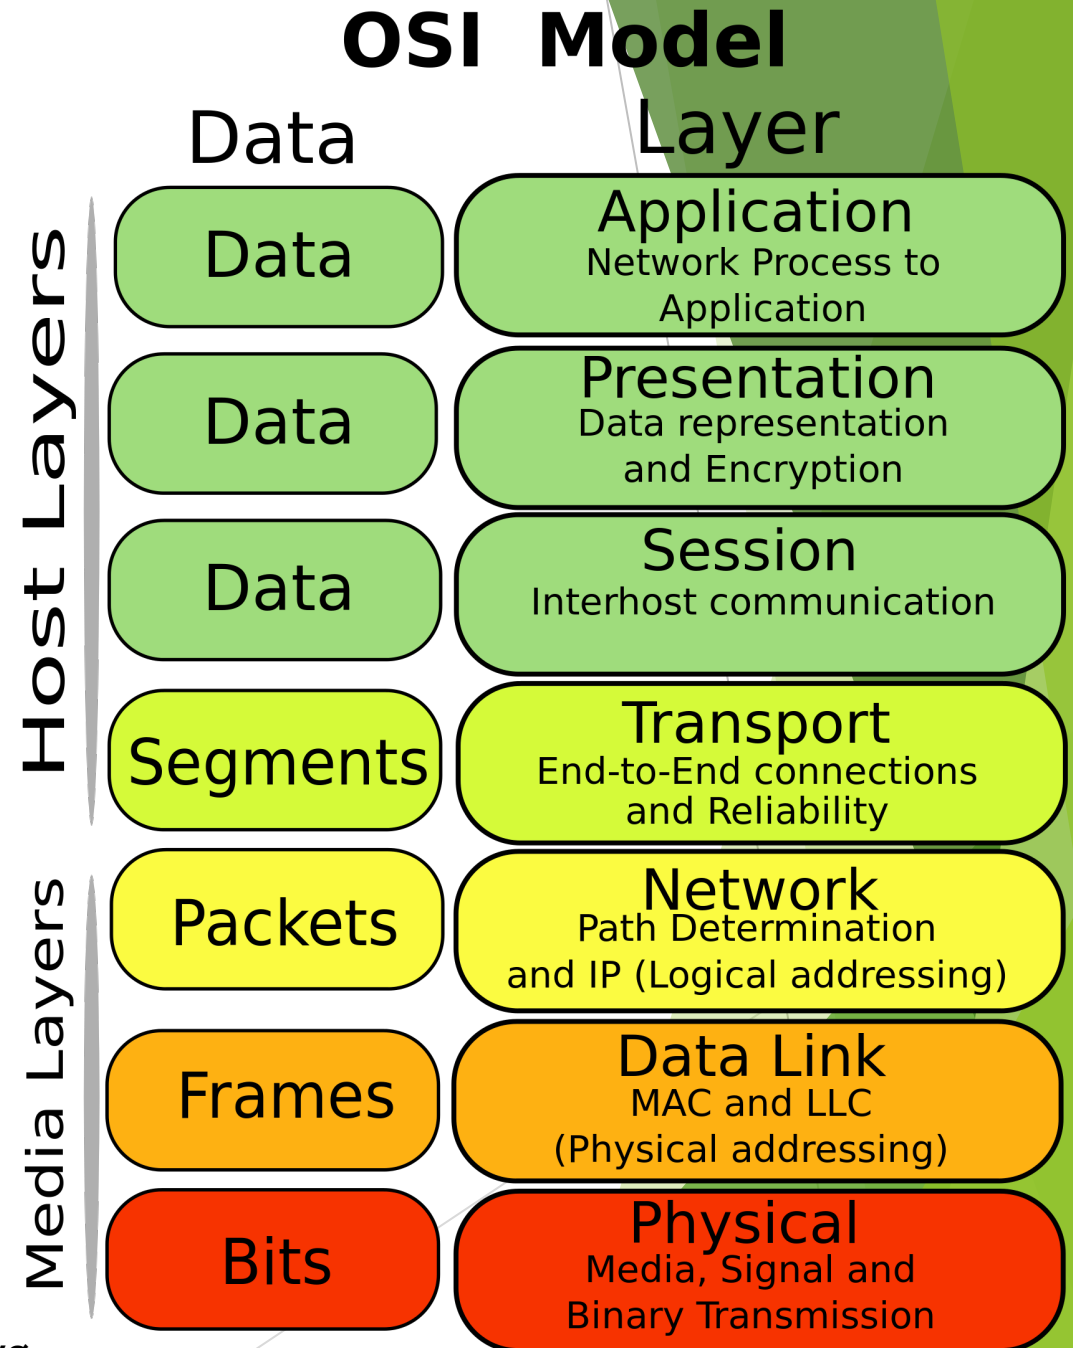 OSI Model
Data
Layer
Host Layers
Data
Application
Network Process to
Application
Data
Presentation
Data representation
and Encryption
Data
Session
Interhost communication
Segments
Transport
End-to-End connections
and Reliability
Media Layers
Packets
Network
Path Determination
and IP (Logical addressing)
Frames
Data Link
MAC and LLC
(Physical addressing)
Bits
Physical
Media, Signal and
Binary Transmission